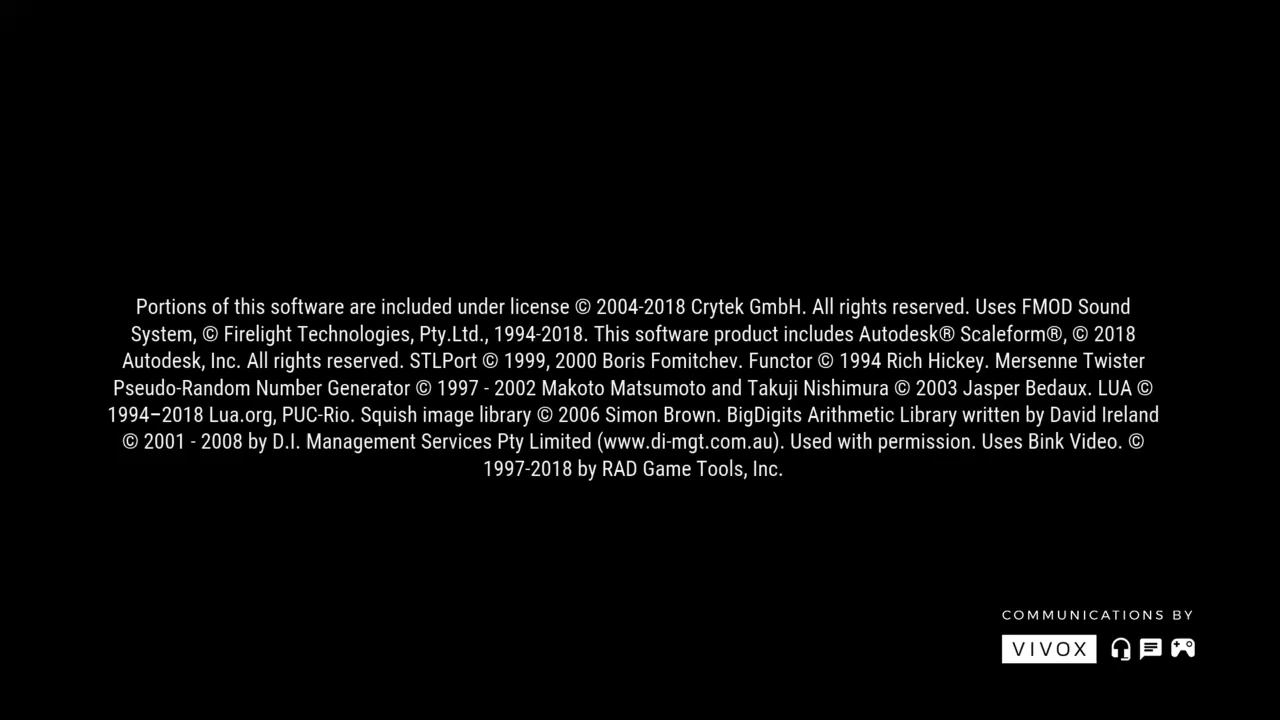 Portions of this software are included under license © 2004-2018 Crytek GmbH. All rights reserved. Uses FMOD Sound
System, © Firelight Technologies, Pty.Ltd., 1994-2018. This software product includes Autodesk® Scaleform®, © 2018
Autodesk, Inc. All rights reserved. STLPort © 1999, 2000 Boris Fomitchev. Functor © 1994 Rich Hickey. Mersenne Twister
Pseudo-Random Number Generator © 1997 - 2002 Makoto Matsumoto and Takuji Nishimura © 2003 Jasper Bedaux. LUA ©
1994–2018 Lua.org, PUC-Rio. Squish image library © 2006 Simon Brown. BigDigits Arithmetic Library written by David Ireland
© 2001 - 2008 by D.I. Management Services Pty Limited (www.di-mgt.com.au). Used with permission. Uses Bink Video. ©
1997-2018 by RAD Game Tools, Inc.
COMMUNICATIONS BY
VIVOX